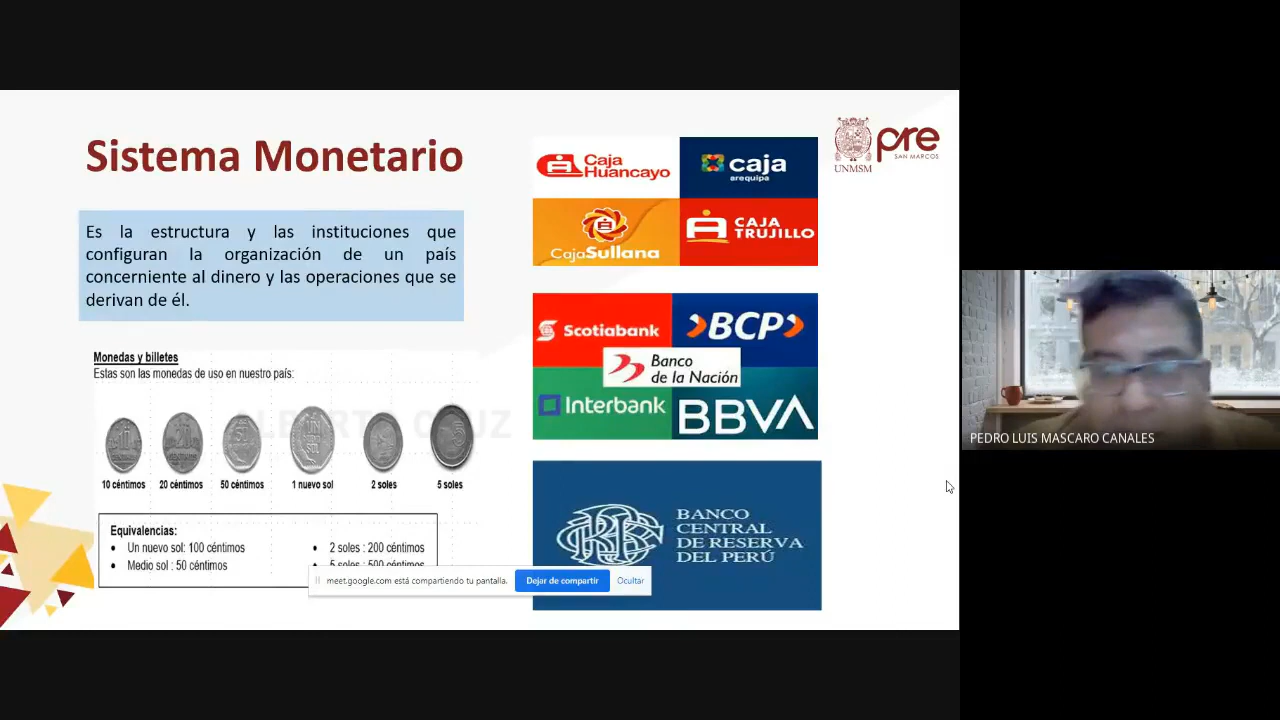 Sistema Monetario
Es la estructura y las instituciones que
configuran la organización de un país
concerniente al dinero y las operaciones que se
derivan de él.
Monedas y billetes
Estas son las monedas de uso en nuestro país:
10 céntimos
20 céntimos
50 céntimos
1 nuevo sol
2 soles
5 soles
Equivalencias:
• Un nuevo sol: 100 céntimos
• Medio sol : 50 céntimos
• 2 soles : 200 céntimos
• 5 soles : 500 céntimos
Caja
Huancayo
caja
arequipa
CajaSullana
CAJA
TRUJILLO
Scotiabank
BCP
Banco
de la Nación
Interbank
BBVA
BANCO
CENTRAL
DE RESERVA
DEL PERÚ
UNMSM
pre
SAN MARCOS
meet.google.com está compartiendo tu pantalla.
Dejar de compartir
Ocultar
PEDRO LUIS MASCARO CANALES